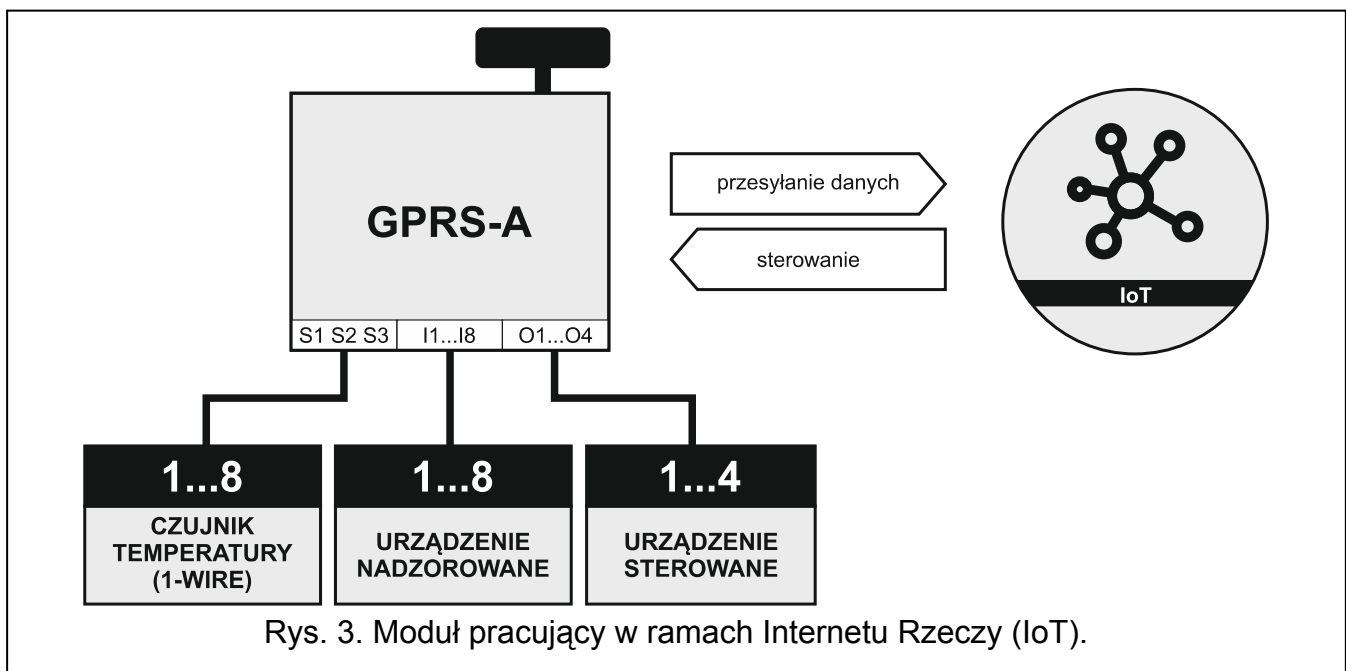 GPRS-A
S1 S2 S3
I1...I8
O1...O4
przesyłanie danych
sterowanie
IoT
1...8
CZUJNIK
TEMPERATURY
(1-WIRE)
1...8
URZĄDZENIE
NADZOROWANE
1...4
URZĄDZENIE
STEROWANE
Rys. 3. Moduł pracujący w ramach Internetu Rzeczy (IoT).